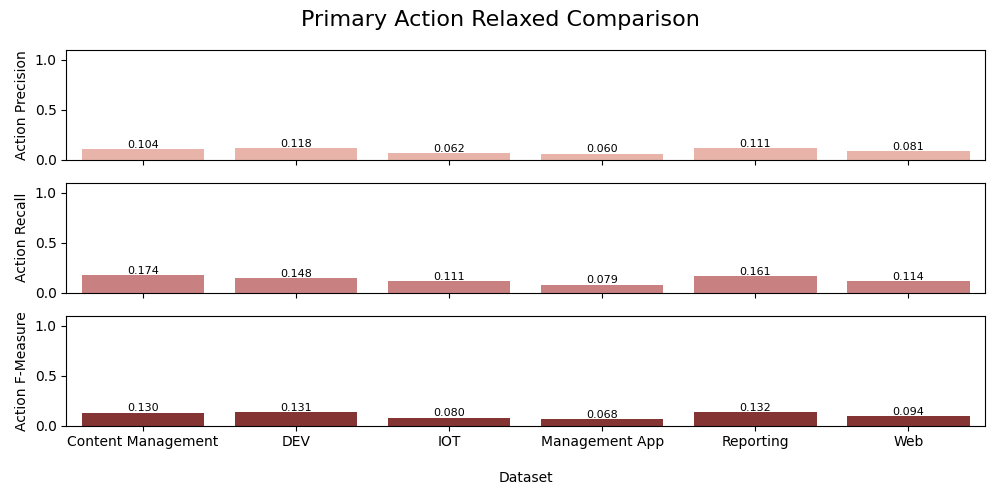 Primary Action Relaxed Comparison
Action Precision
1.0
0.5
0.0
0.104
0.118
0.062
0.060
0.111
0.081
Action Recall
1.0
0.5
0.0
0.174
0.148
0.111
0.079
0.161
0.114
Action F-Measure
1.0
0.5
0.0
0.130
0.131
0.080
0.068
0.132
0.094
Content Management
DEV
IOT
Management App
Reporting
Web
Dataset